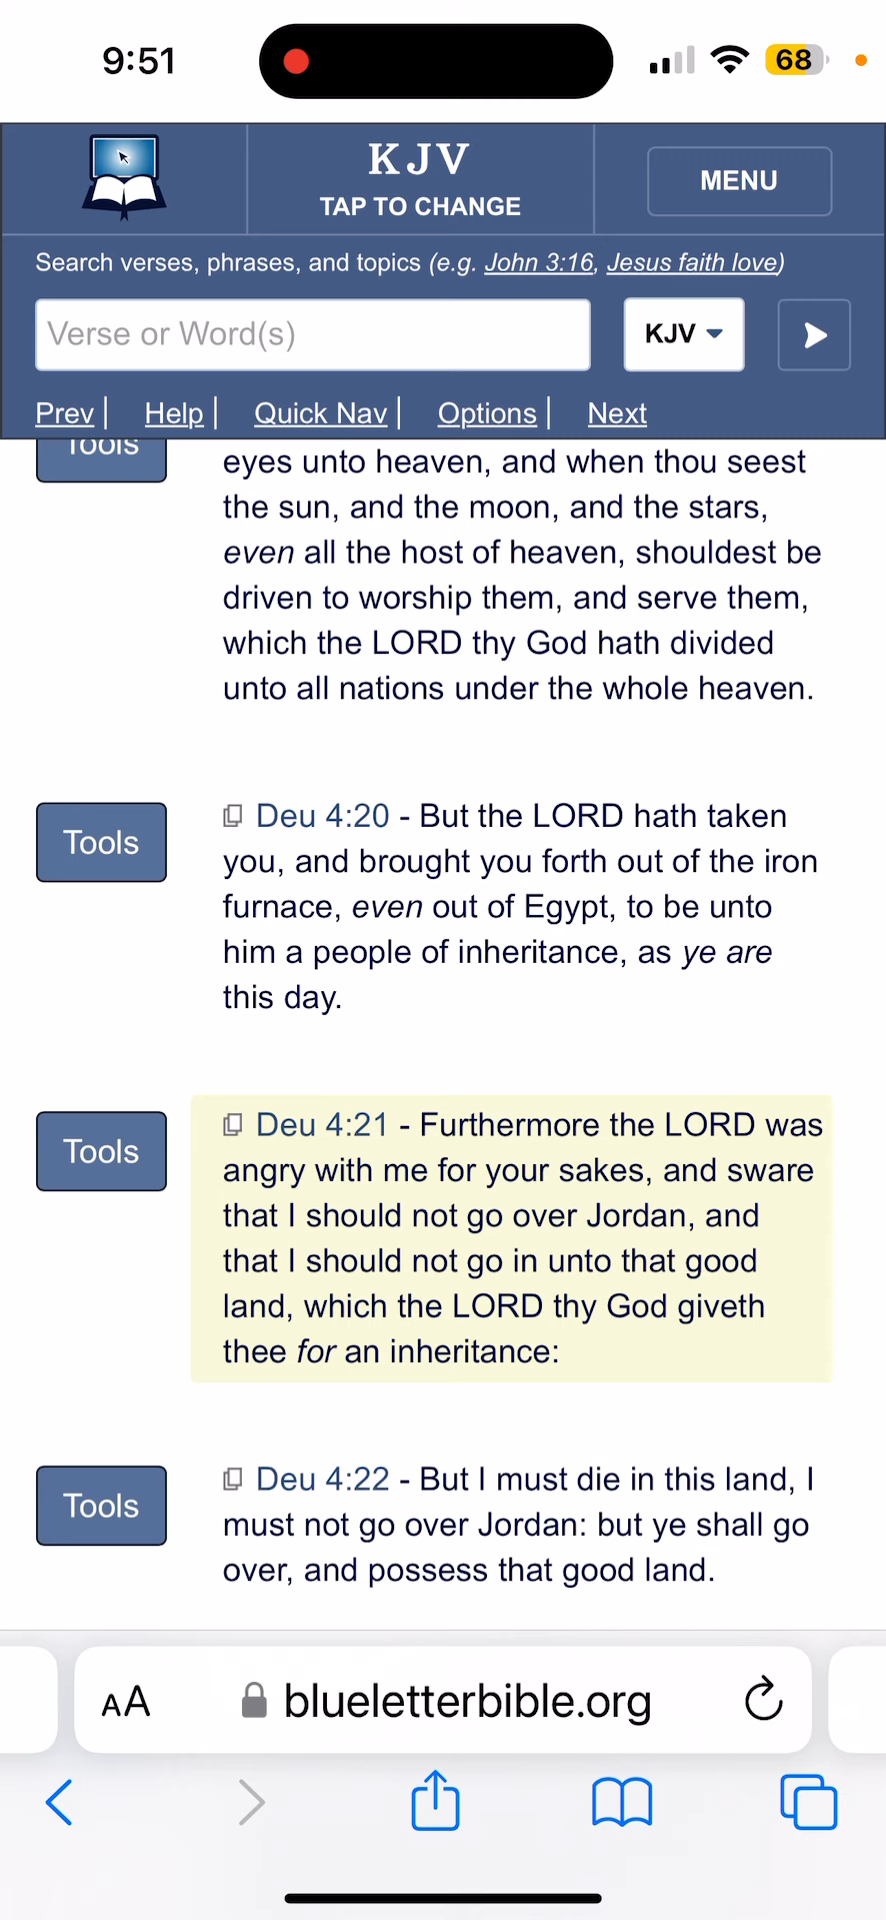 9:51
68
KJV
TAP TO CHANGE
MENU
Search verses, phrases, and topics (e.g. John 3:16, Jesus faith love)
Verse or Word(s)
KJV
Prev | Help | Quick Nav | Options | Next
Tools
eyes unto heaven, and when thou seest
the sun, and the moon, and the stars,
even all the host of heaven, shouldest be
driven to worship them, and serve them,
which the LORD thy God hath divided
unto all nations under the whole heaven.
Tools
Deu 4:20 - But the LORD hath taken
you, and brought you forth out of the iron
furnace, even out of Egypt, to be unto
him a people of inheritance, as ye are
this day.
Tools
Deu 4:21 - Furthermore the LORD was
angry with me for your sakes, and sware
that I should not go over Jordan, and
that I should not go in unto that good
land, which the LORD thy God giveth
thee for an inheritance:
Tools
Deu 4:22 - But I must die in this land, I
must not go over Jordan: but ye shall go
over, and possess that good land.
AA blueletterbible.org